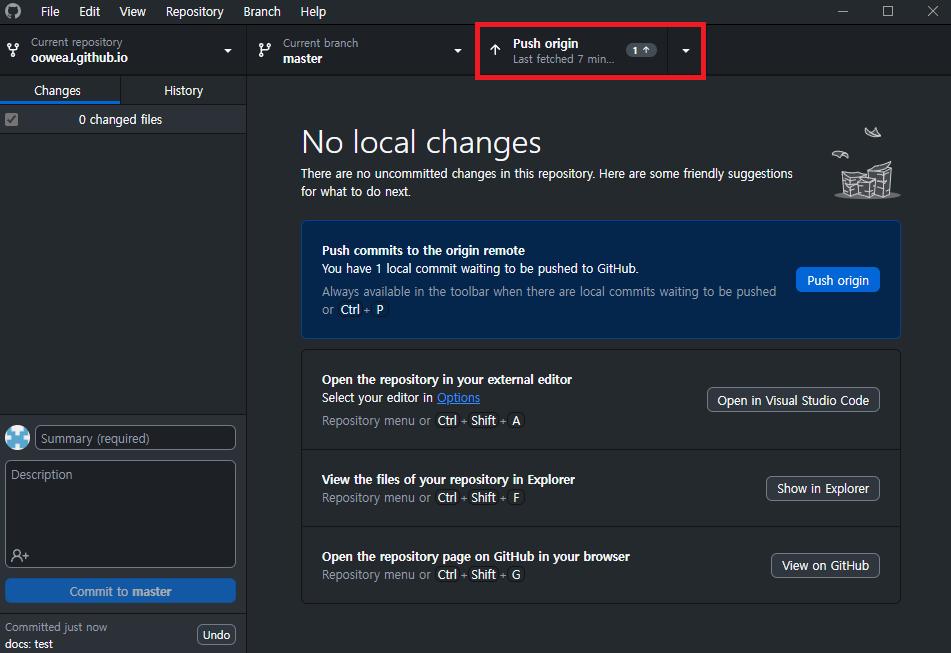 File Edit View Repository Branch Help
Current repository
ooweaJ.github.io
Current branch
master
Push origin
Last fetched 7 min...
1
Changes
History
0 changed files
No local changes
There are no uncommitted changes in this repository. Here are some friendly suggestions
for what to do next.
Push commits to the origin remote
You have 1 local commit waiting to be pushed to GitHub.
Always available in the toolbar when there are local commits waiting to be pushed
or Ctrl + P
Push origin
Open the repository in your external editor
Select your editor in Options
Repository menu or Ctrl + Shift + A
Open in Visual Studio Code
View the files of your repository in Explorer
Repository menu or Ctrl + Shift + F
Show in Explorer
Open the repository page on GitHub in your browser
Repository menu or Ctrl + Shift + G
View on GitHub
Summary (required)
Description
Commit to master
Committed just now
docs: test
Undo